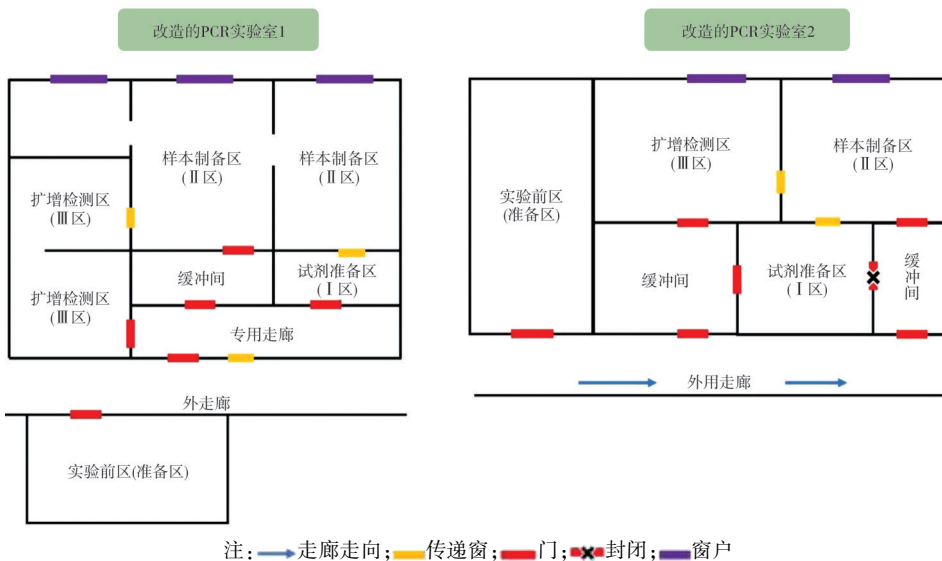 改造的PCR实验室1
改造的PCR实验室2
样本制备区
(Ⅱ区)
样本制备区
(Ⅱ区)
扩增检测区
(Ⅲ区)
扩增检测区
(Ⅲ区)
缓冲间
试剂准备区
(Ⅰ区)
专用走廊
外走廊
实验前区(准备区)
扩增检测区
(Ⅲ区)
样本制备区
(Ⅱ区)
实验前区
(准备区)
缓冲间
试剂准备区
(Ⅰ区)
缓
冲
间
外用走廊
注:走廊走向;传递窗;门;封闭;窗户